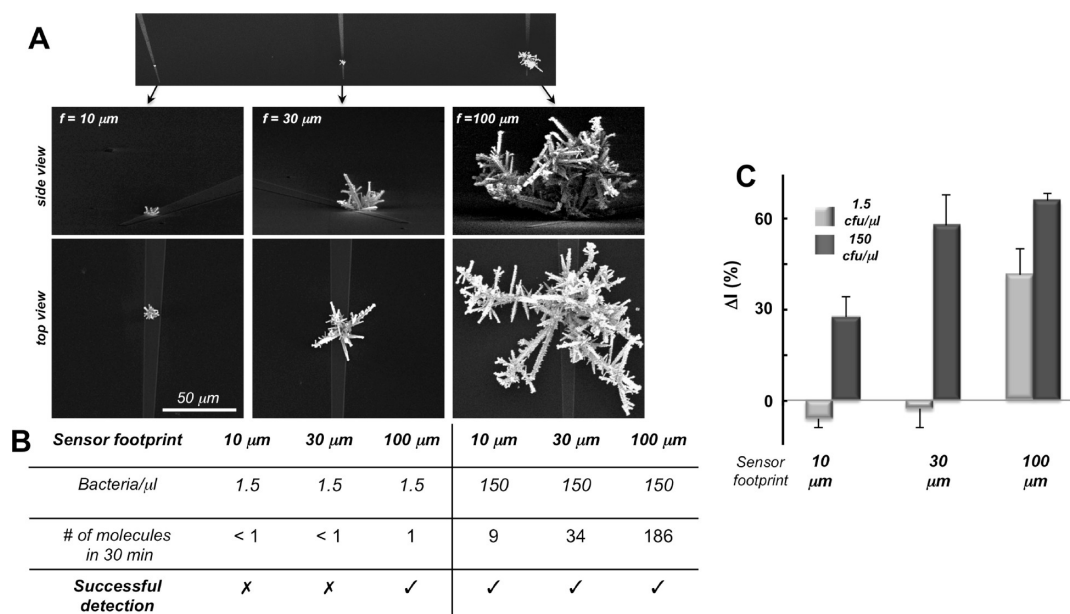 A
f = 10 μm
f = 30 μm
f =100 μm
side view
top view
50 μm
B
Sensor footprint 10 μm 30 μm 100 μm 10 μm 30 μm 100 μm
Bacteria/μl 1.5 1.5 1.5 150 150 150
# of molecules
in 30 min
< 1 < 1 1 9 34 186
Successful
detection
✗ ✗ ✓ ✓ ✓ ✓
C
1.5
cfu/μl
150
cfu/μl
ΔI (%)
60
30
0
Sensor
footprint
10
μm
30
μm
100
μm